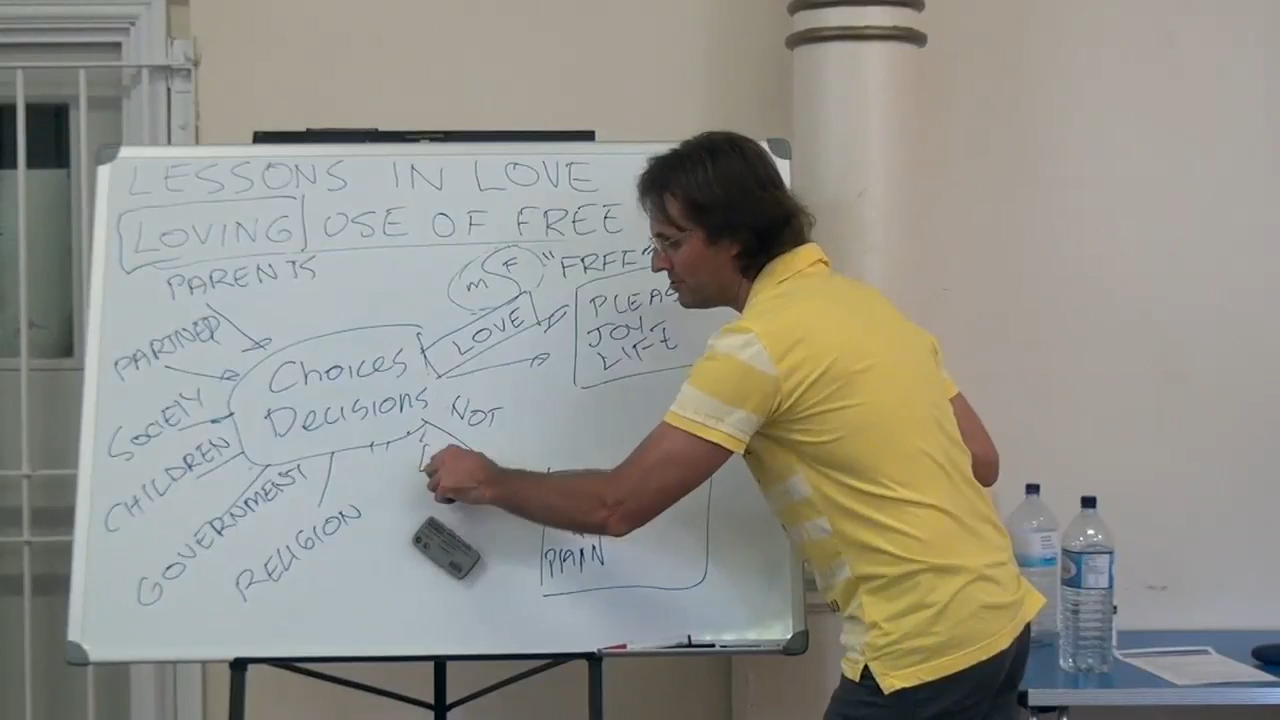 LESSONS IN LOVE
LOVING USE OF FREE
PARENTS
M F "FREE"
PARTNER
LOVE
PLEAS
JOY
LIFE
SOCIETY
Choices
Decisions
NOT
CHILDREN
GOVERNMENT
RELIGION
PAIN